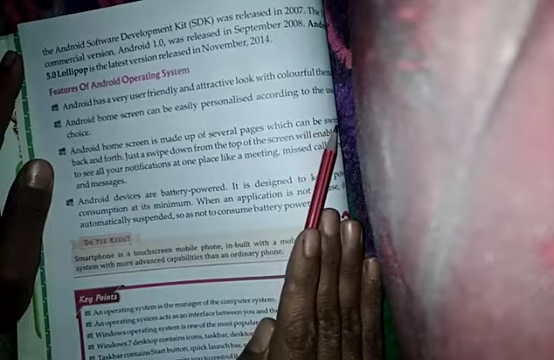 the Android Software Development Kit (SDK) was released in 2007. The
commercial version. Android 1.0, was released in September 2008.
5.0 Lollipop is the latest version released in November, 2014.
Features Of Android Operating System
Android has a very user friendly and attractive look with colourful
Android home screen can be easily personalised according to the
choice.
Android home screen is made up of several pages which can be
back and forth. Just a swipe down from the top of the screen will
to see all your notifications at one place like a meeting, missed
and messages.
Android devices are battery-powered. It is designed to
consumption at its minimum. When an application is not
automatically suspended, so as not to consume battery power
DO YOU KNOW?
Smartphone is a touchscreen mobile phone, in-built with a
system with more advanced capabilities than an ordinary phone.
Key Points
An operating system is the manager of the computer system.
An operating system acts as an interface between you and
Windows operating system is one of the most popular
Windows 7 desktop contains icons, taskbar,
Taskbar contains Start button, quick launch bar,